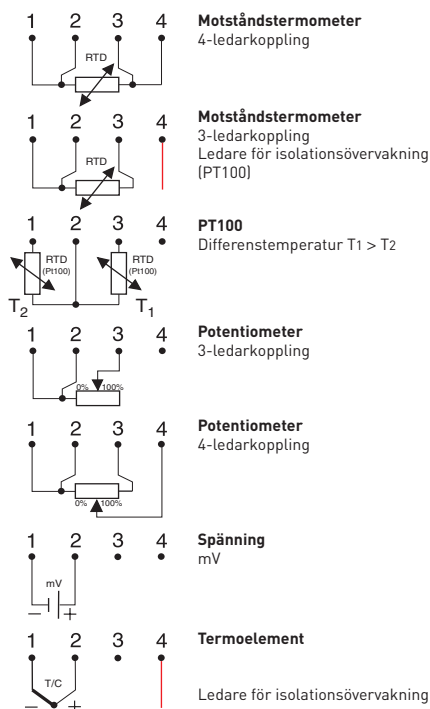 1 2 3 4
RTD
Motståndstermometer
4-ledarkoppling
1 2 3 4
RTD
Motståndstermometer
3-ledarkoppling
Ledare för isolationsövervakning
(PT100)
1 2 3 4
RTD
(Pt100)
RTD
(Pt100)
T2
T1
PT100
Differenstemperatur T1 > T2
1 2 3 4
0% 100%
Potentiometer
3-ledarkoppling
1 2 3 4
0% 100%
Potentiometer
4-ledarkoppling
1 2 3 4
mV
– +
Spänning
mV
1 2 3 4
T/C
– +
Termoelement
Ledare för isolationsövervakning